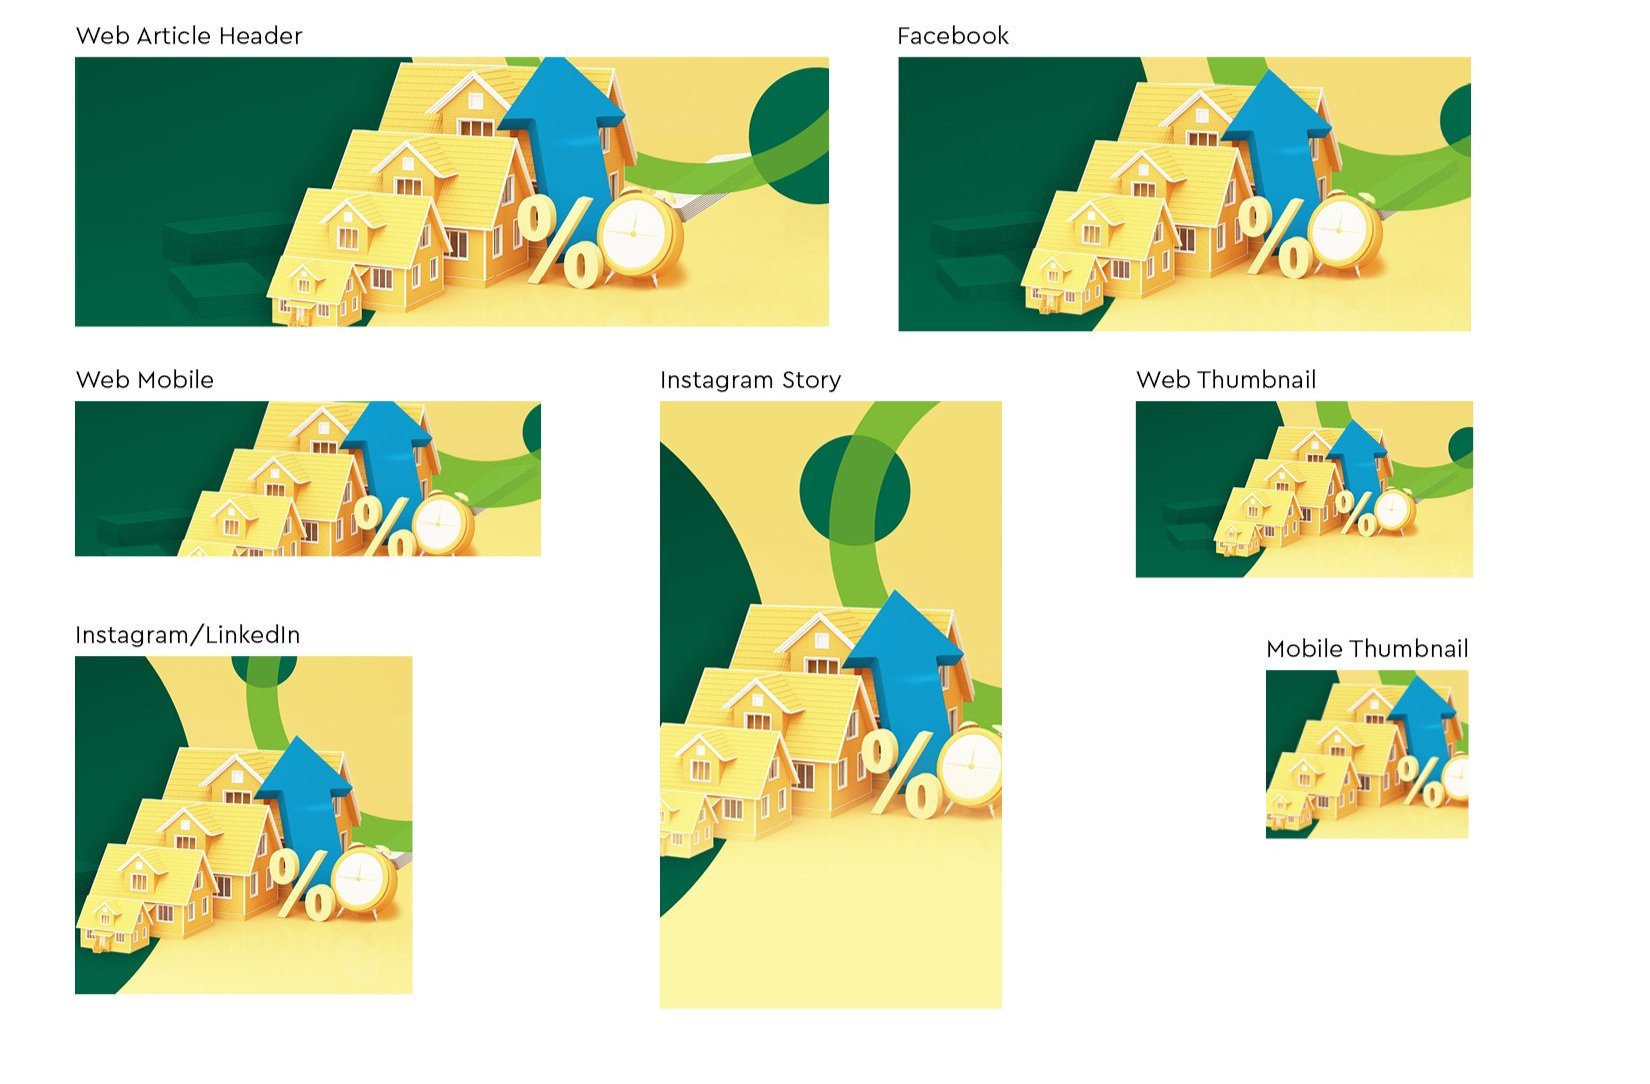 Web Article Header
Facebook
%
%
Web Mobile
Instagram Story
Web Thumbnail
%
%
%
Instagram/LinkedIn
Mobile Thumbnail
%
%